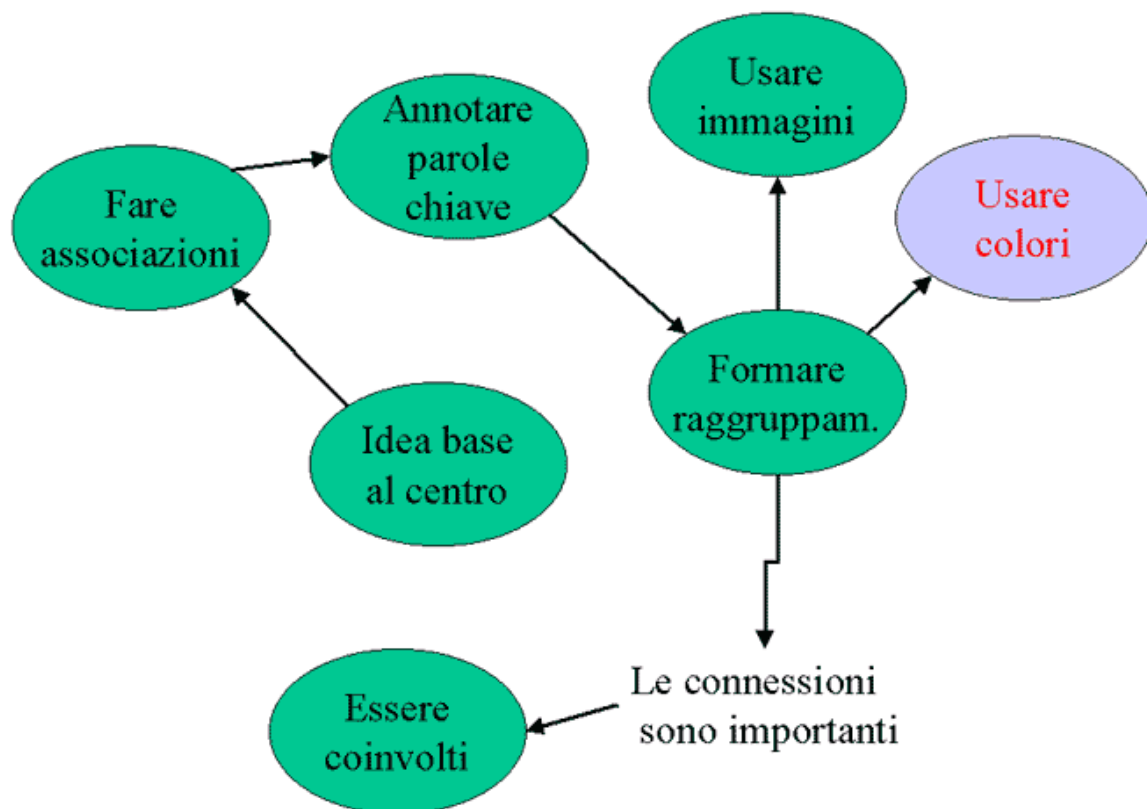 Usare
immagini
Annotare
parole
chiave
Fare
associazioni
Usare
colori
Formare
raggruppam.
Idea base
al centro
Le connessioni
sono importanti
Essere
coinvolti